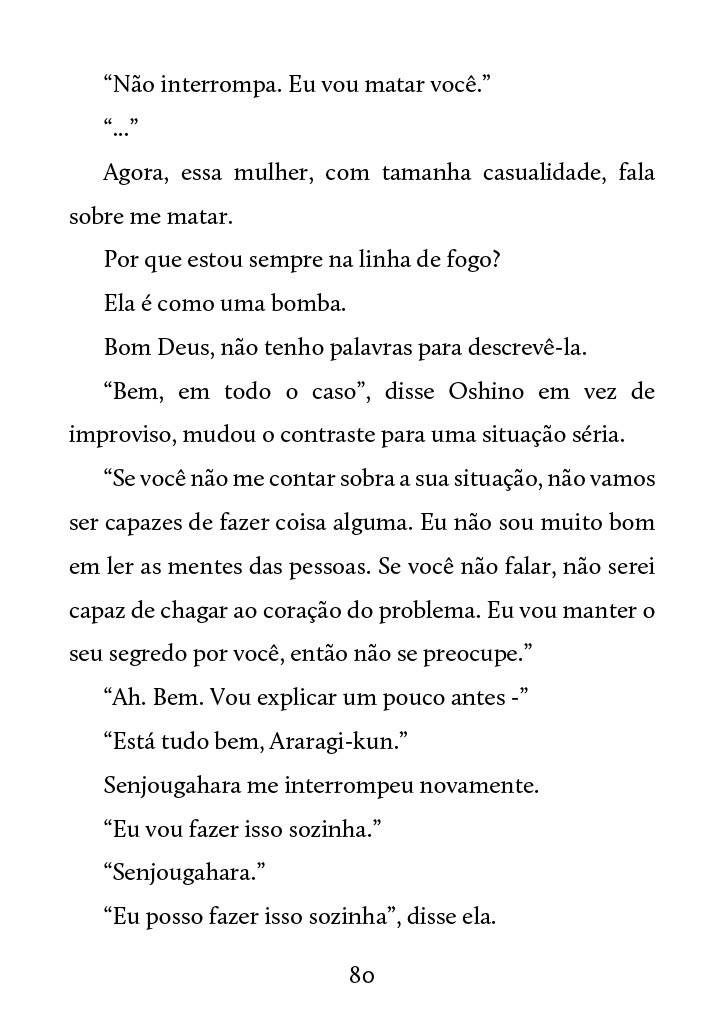 “Não interrompa. Eu vou matar você.”
“...”
Agora, essa mulher, com tamanha casualidade, fala
sobre me matar.
Por que estou sempre na linha de fogo?
Ela é como uma bomba.
Bom Deus, não tenho palavras para descrevê-la.
“Bem, em todo o caso”, disse Oshino em vez de
improviso, mudou o contraste para uma situação séria.
“Se você não me contar sobra a sua situação, não vamos
ser capazes de fazer coisa alguma. Eu não sou muito bom
em ler as mentes das pessoas. Se você não falar, não serei
capaz de chagar ao coração do problema. Eu vou manter o
seu segredo por você, então não se preocupe.”
“Ah. Bem. Vou explicar um pouco antes -”
“Está tudo bem, Araragi-kun.”
Senjougahara me interrompeu novamente.
“Eu vou fazer isso sozinha.”
“Senjougahara.”
“Eu posso fazer isso sozinha”, disse ela.
80